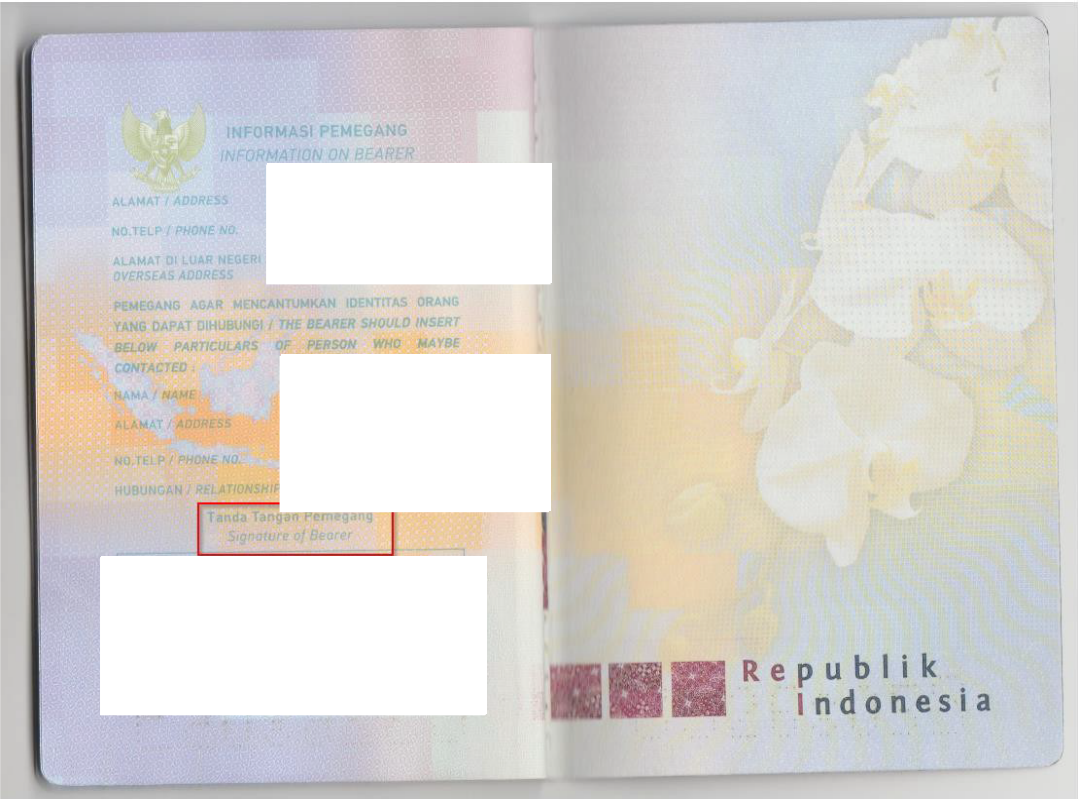 INFORMASI PEMEGANG
INFORMATION ON BEARER
ALAMAT / ADDRESS
NO.TELP / PHONE NO.
ALAMAT DI LUAR NEGERI
OVERSEAS ADDRESS
PEMEGANG AGAR MENCANTUMKAN IDENTITAS ORANG
YANG DAPAT DIHUBUNGI / THE BEARER SHOULD INSERT
BELOW PARTICULARS OF PERSON WHO MAYBE
CONTACTED :
NAMA / NAME
ALAMAT / ADDRESS
NO.TELP / PHONE NO.
HUBUNGAN / RELATIONSHIP
Tanda Tangan Pemegang
Signature of Bearer
Republik
Indonesia